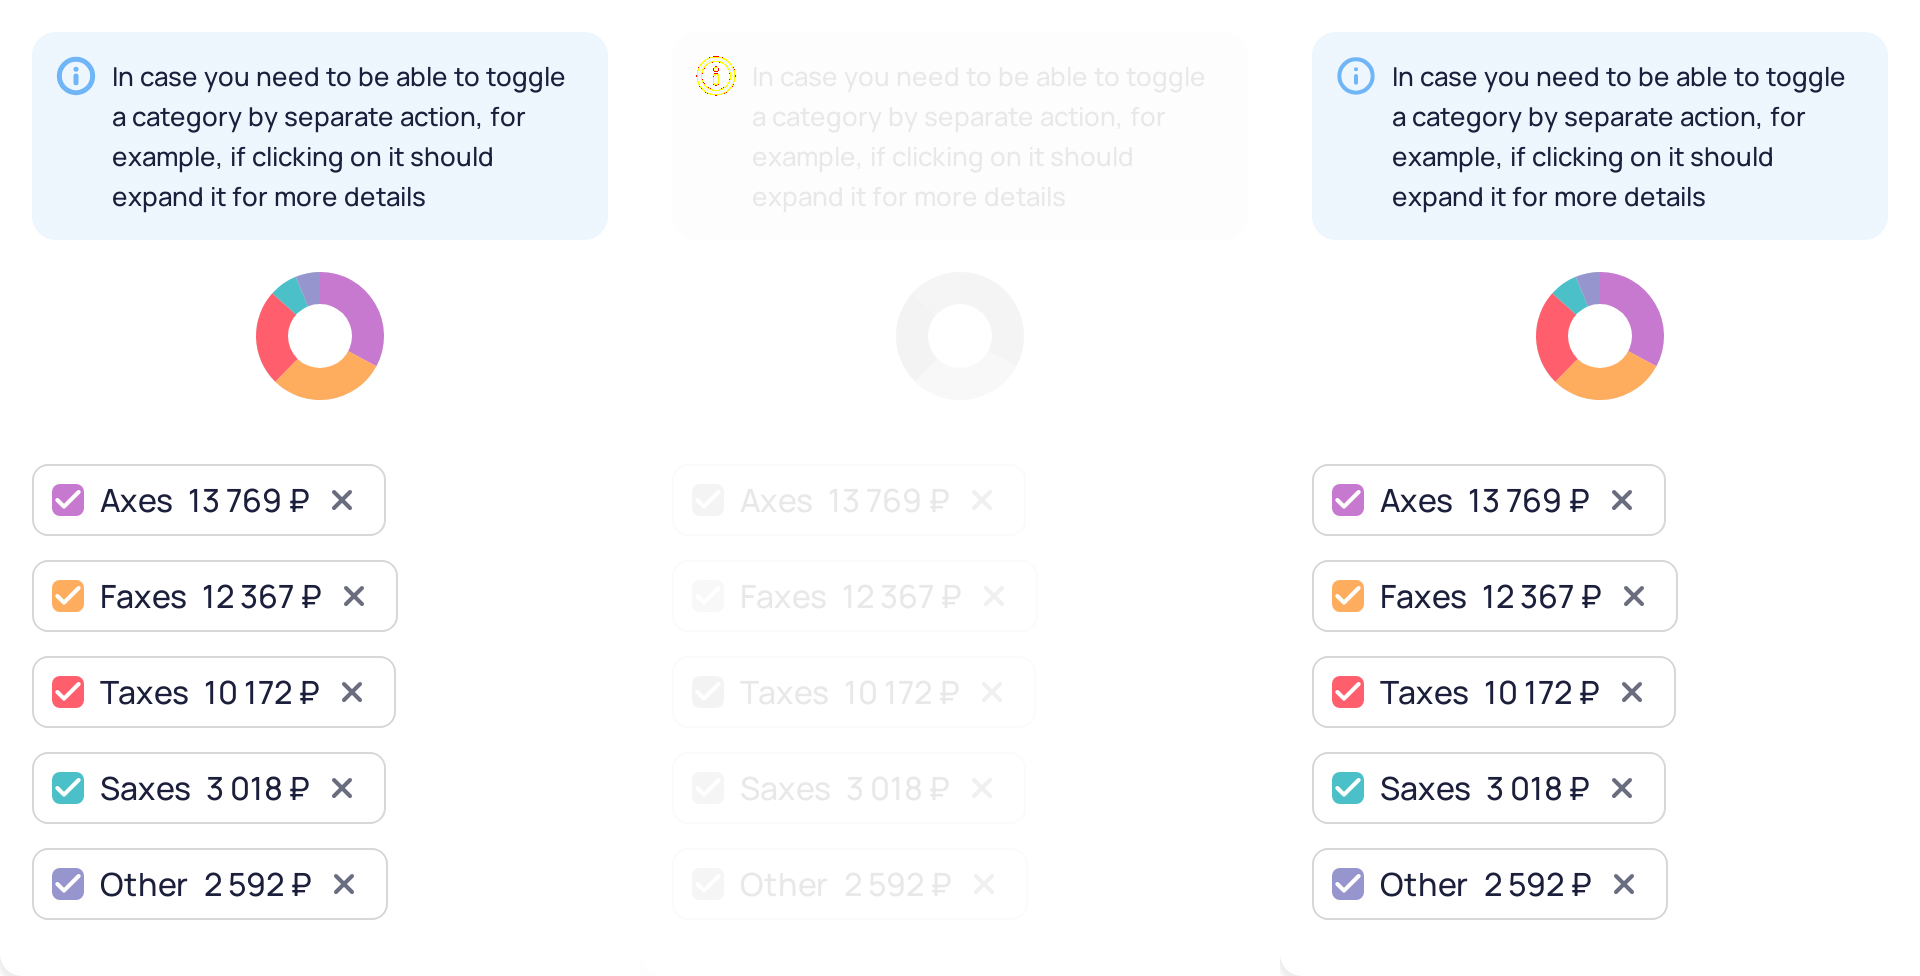 In case you need to be able to toggle
a category by separate action, for
example, if clicking on it should
expand it for more details
Axes 13 769 ₽
Faxes 12 367 ₽
Taxes 10 172 ₽
Saxes 3 018 ₽
Other 2 592 ₽
In case you need to be able to toggle
a category by separate action, for
example, if clicking on it should
expand it for more details
Axes 13 769 ₽
Faxes 12 367 ₽
Taxes 10 172 ₽
Saxes 3 018 ₽
Other 2 592 ₽
In case you need to be able to toggle
a category by separate action, for
example, if clicking on it should
expand it for more details
Axes 13 769 ₽
Faxes 12 367 ₽
Taxes 10 172 ₽
Saxes 3 018 ₽
Other 2 592 ₽